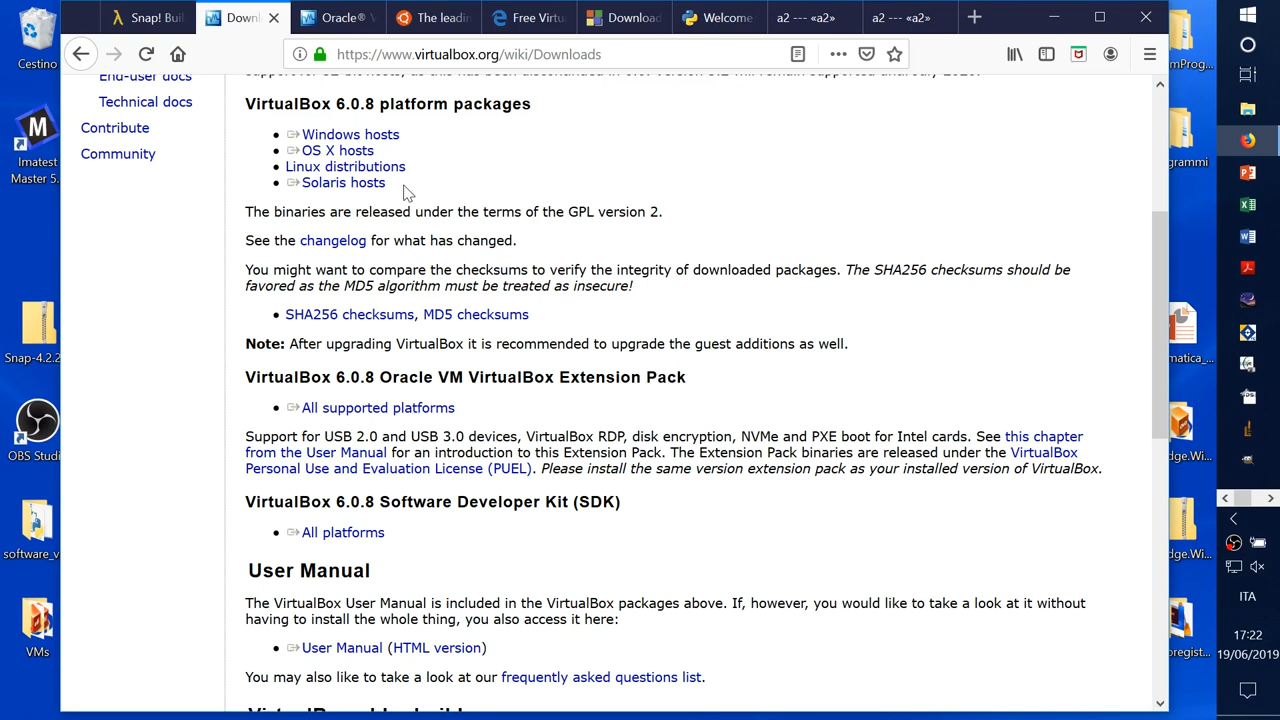 Snap! Buil
Downl
Oracle® V
The leadin
Free Virtu
Download
Welcome
a2 --- «a2»
a2 --- «a2»
https://www.virtualbox.org/wiki/Downloads
Cestino
Imatest
Master 5.
Snap-4.2.2
OBS Studi
software_v
VMs
End-user docs
Technical docs
Contribute
Community
VirtualBox 6.0.8 platform packages
Windows hosts
OS X hosts
Linux distributions
Solaris hosts
The binaries are released under the terms of the GPL version 2.
See the changelog for what has changed.
You might want to compare the checksums to verify the integrity of downloaded packages. The SHA256 checksums should be
favored as the MD5 algorithm must be treated as insecure!
SHA256 checksums, MD5 checksums
Note: After upgrading VirtualBox it is recommended to upgrade the guest additions as well.
VirtualBox 6.0.8 Oracle VM VirtualBox Extension Pack
All supported platforms
Support for USB 2.0 and USB 3.0 devices, VirtualBox RDP, disk encryption, NVMe and PXE boot for Intel cards. See this chapter
from the User Manual for an introduction to this Extension Pack. The Extension Pack binaries are released under the VirtualBox
Personal Use and Evaluation License (PUEL). Please install the same version extension pack as your installed version of VirtualBox.
VirtualBox 6.0.8 Software Developer Kit (SDK)
All platforms
User Manual
The VirtualBox User Manual is included in the VirtualBox packages above. If, however, you would like to take a look at it without
having to install the whole thing, you also access it here:
User Manual (HTML version)
You may also like to take a look at our frequently asked questions list.
amProg...
grammi
matica_...
dge.Wi...
dge.Wi...
oregist...
ITA
17:22
19/06/2019